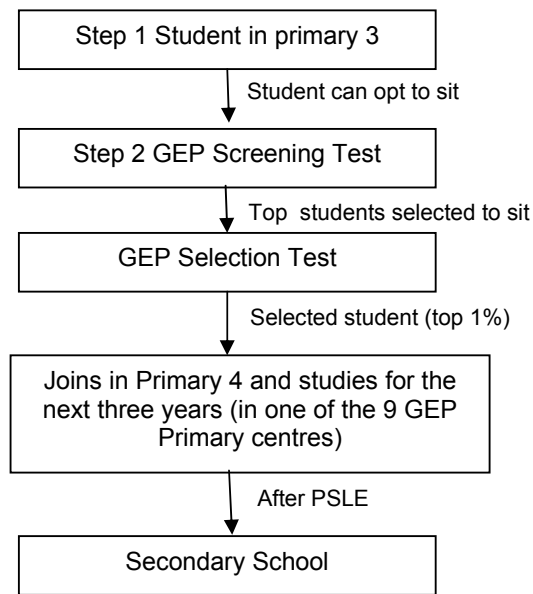 Step 1 Student in primary 3
Student can opt to sit
Step 2 GEP Screening Test
Top students selected to sit
GEP Selection Test
Selected student (top 1%)
Joins in Primary 4 and studies for the
next three years (in one of the 9 GEP
Primary centres)
After PSLE
Secondary School